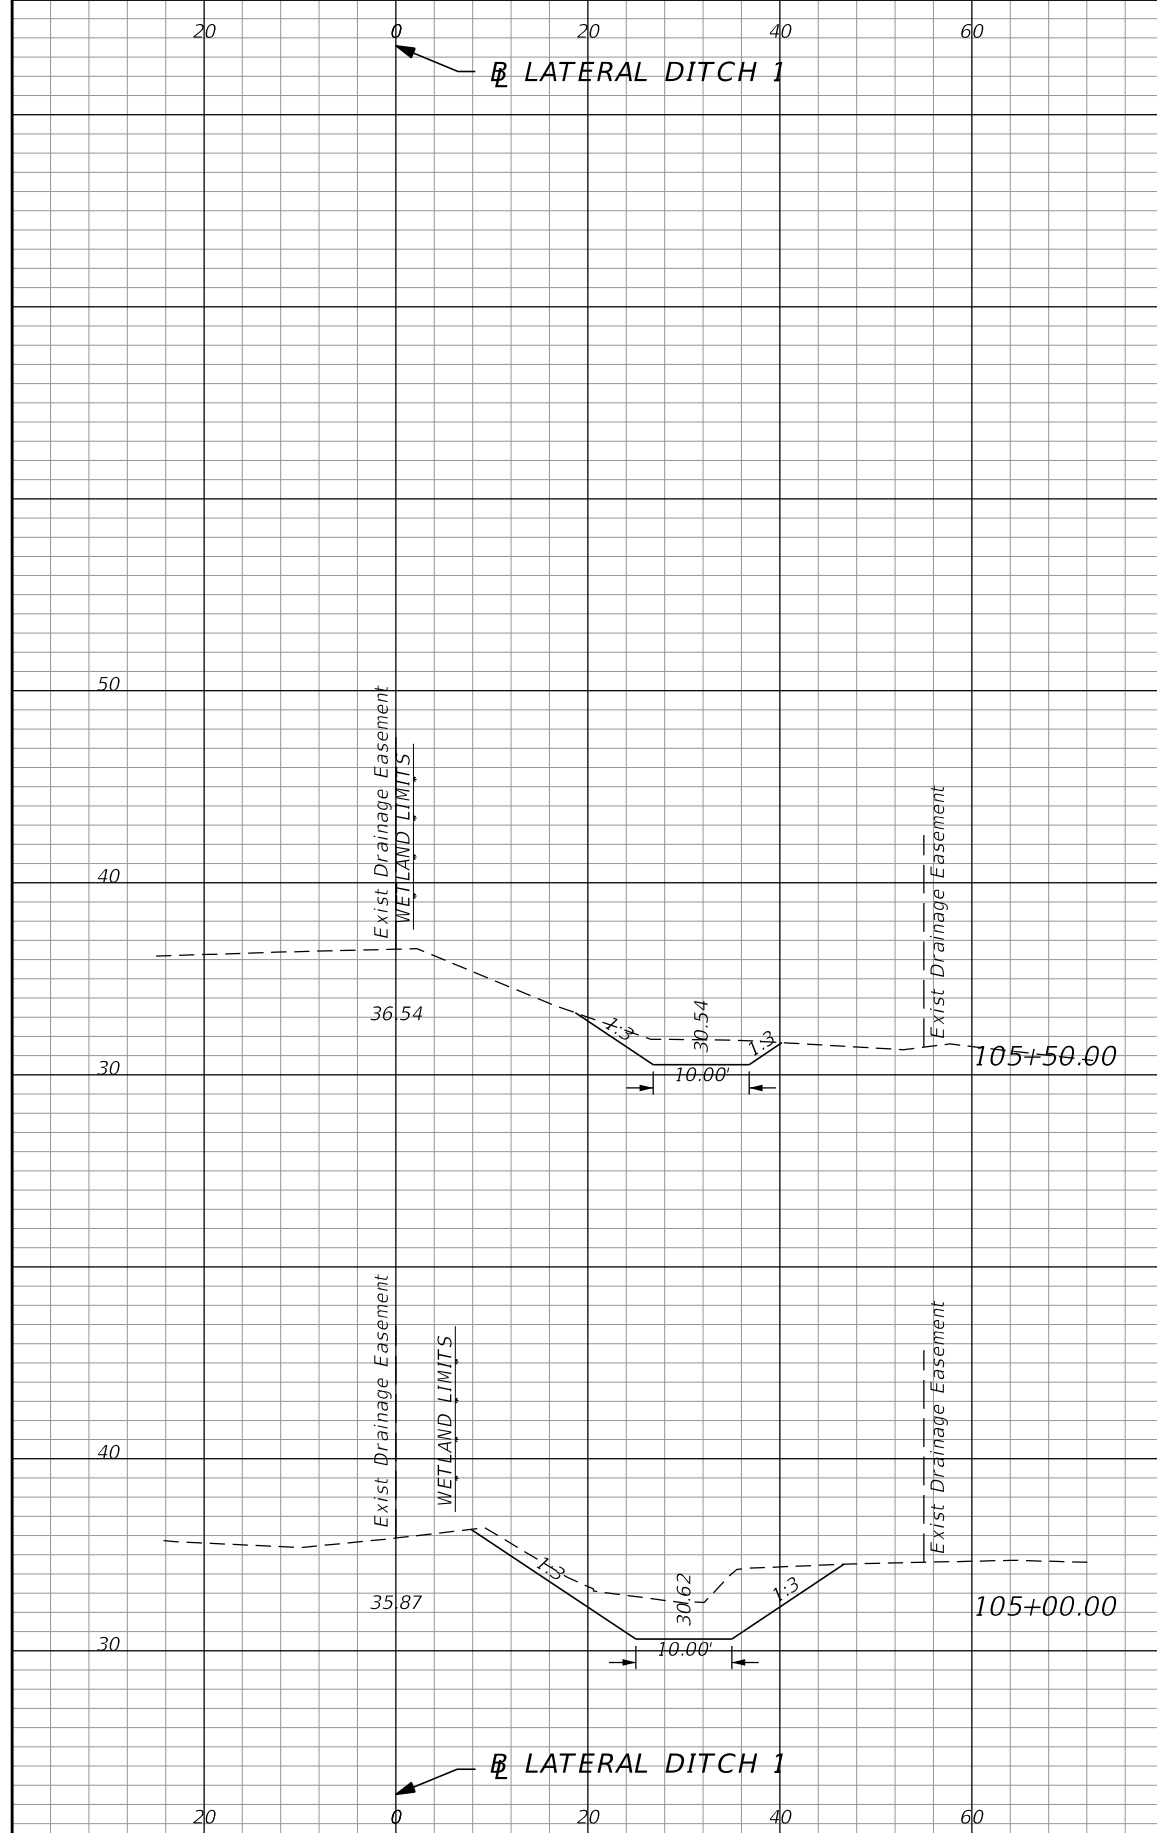 20 0 20 40 60
BL LATERAL DITCH 1
50
Exist Drainage Easement
WETLAND LIMITS
Exist Drainage Easement
40
36.54
1:3
30.54
1:3
105+50.00
30
10.00'
Exist Drainage Easement
WETLAND LIMITS
Exist Drainage Easement
40
35.87
1:3
30.62
1:3
105+00.00
30
10.00'
BL LATERAL DITCH 1
20 0 20 40 60